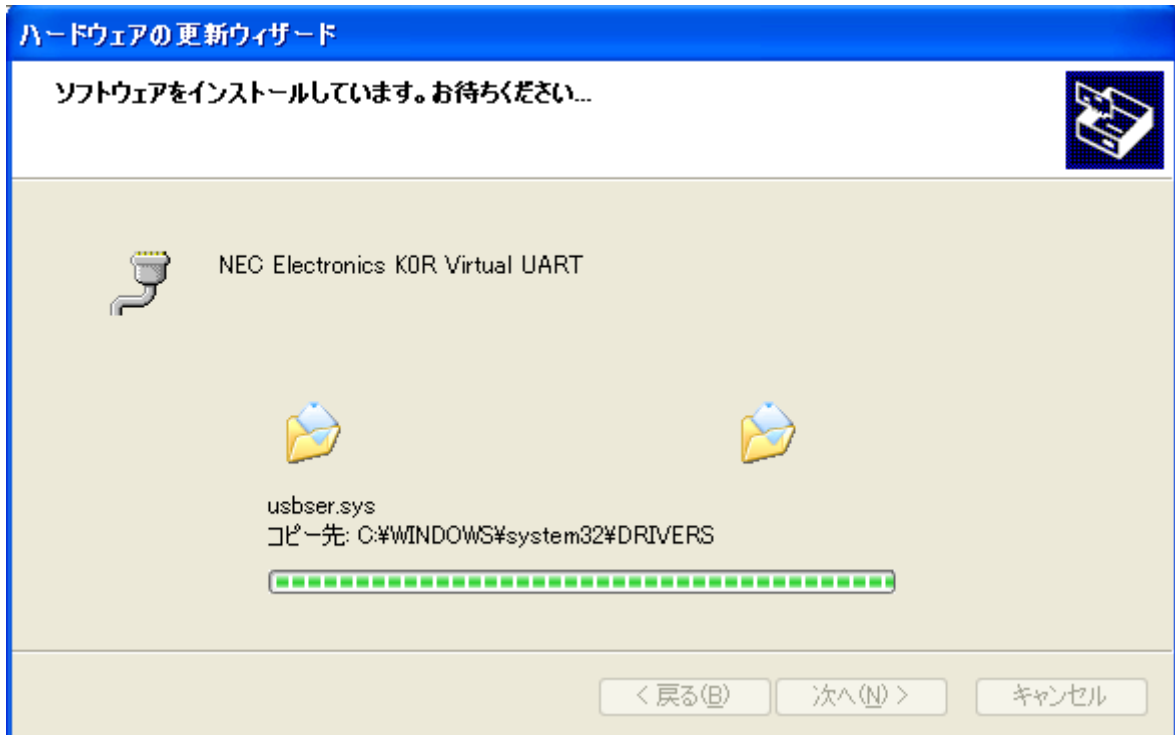 ハードウェアの更新ウィザード
ソフトウェアをインストールしています。お待ちください...
NEC Electronics K0R Virtual UART
usbser.sys
コピー先: C:¥WINDOWS¥system32¥DRIVERS
< 戻る(B) 次へ(N) > キャンセル